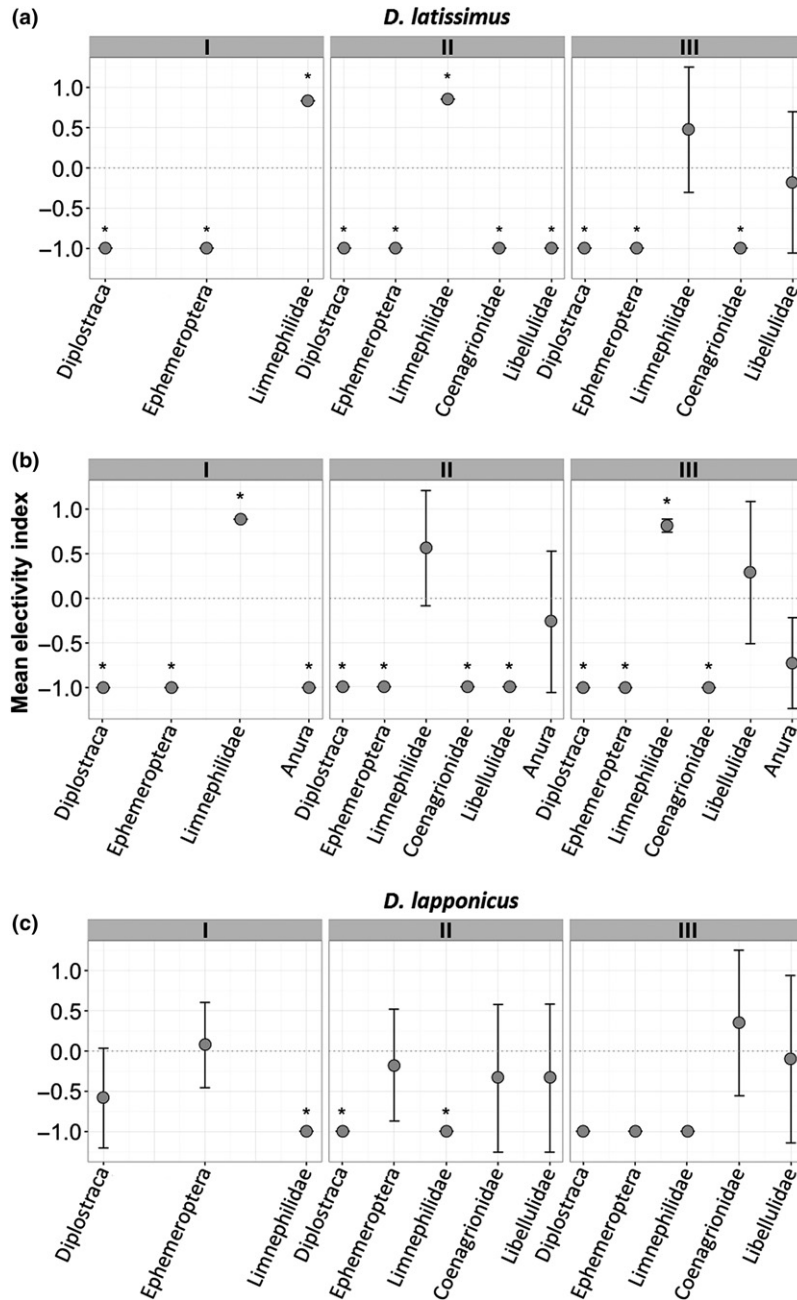 (a)
D. latissimus
I II III
1.0
0.5
0.0
−0.5
−1.0
* * * * * * * * * * *
Diplostraca Ephemeroptera Limnephilidae Diplostraca Ephemeroptera Limnephilidae Coenagrionidae Libellulidae Diplostraca Ephemeroptera Limnephilidae Coenagrionidae Libellulidae
(b)
Mean electivity index
I II III
1.0
0.5
0.0
−0.5
−1.0
* * * * * * * * * * * *
Diplostraca Ephemeroptera Limnephilidae Anura Diplostraca Ephemeroptera Limnephilidae Coenagrionidae Libellulidae Anura Diplostraca Ephemeroptera Limnephilidae Coenagrionidae Libellulidae Anura
(c)
D. lapponicus
I II III
1.0
0.5
0.0
−0.5
−1.0
* * *
Diplostraca Ephemeroptera Limnephilidae Diplostraca Ephemeroptera Limnephilidae Coenagrionidae Libellulidae Diplostraca Ephemeroptera Limnephilidae Coenagrionidae Libellulidae